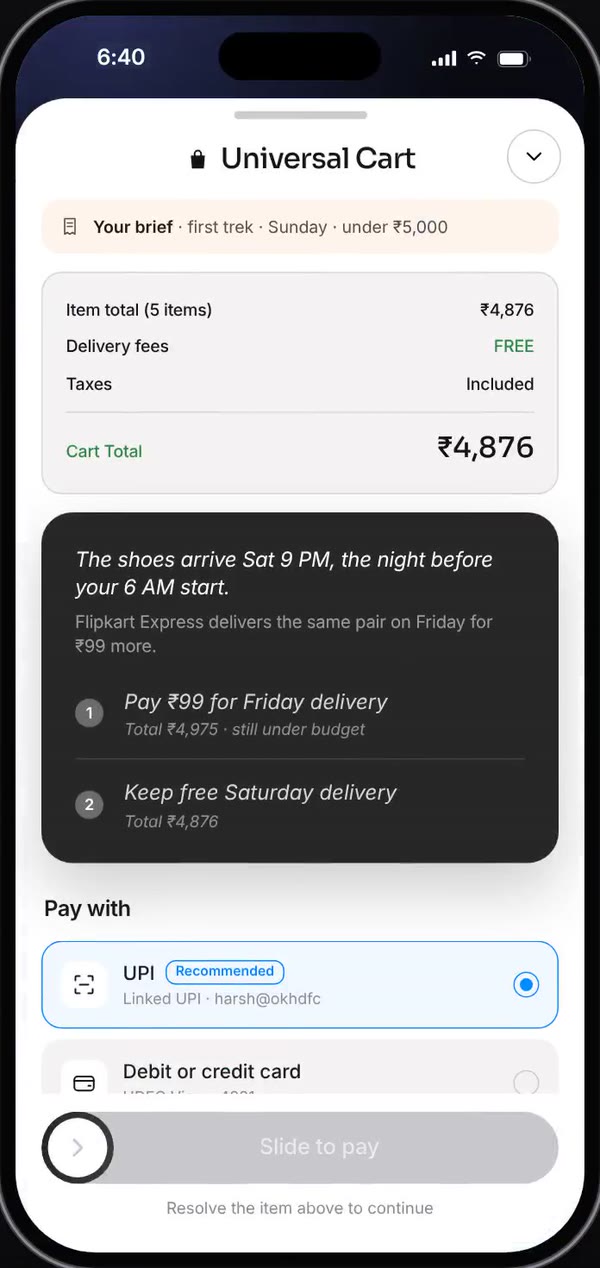 6:40
Universal Cart
Your brief · first trek · Sunday · under ₹5,000
Item total (5 items) ₹4,876
Delivery fees FREE
Taxes Included
Cart Total ₹4,876
The shoes arrive Sat 9 PM, the night before
your 6 AM start.
Flipkart Express delivers the same pair on Friday for
₹99 more.
1 Pay ₹99 for Friday delivery
Total ₹4,975 · still under budget
2 Keep free Saturday delivery
Total ₹4,876
Pay with
UPI Recommended
Linked UPI · harsh@okhdfc
Debit or credit card
Slide to pay
Resolve the item above to continue